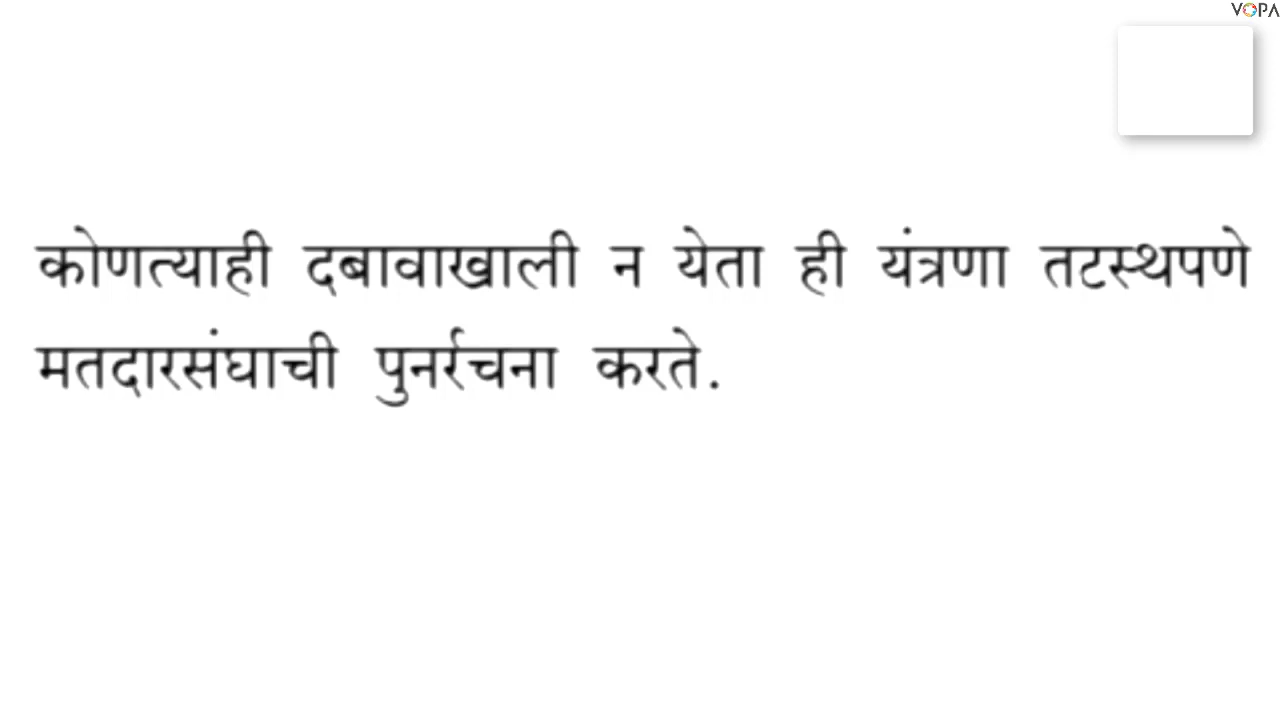 VOPA
कोणत्याही दबावाखाली न येता ही यंत्रणा तटस्थपणे
मतदारसंघाची पुनर्रचना करते.